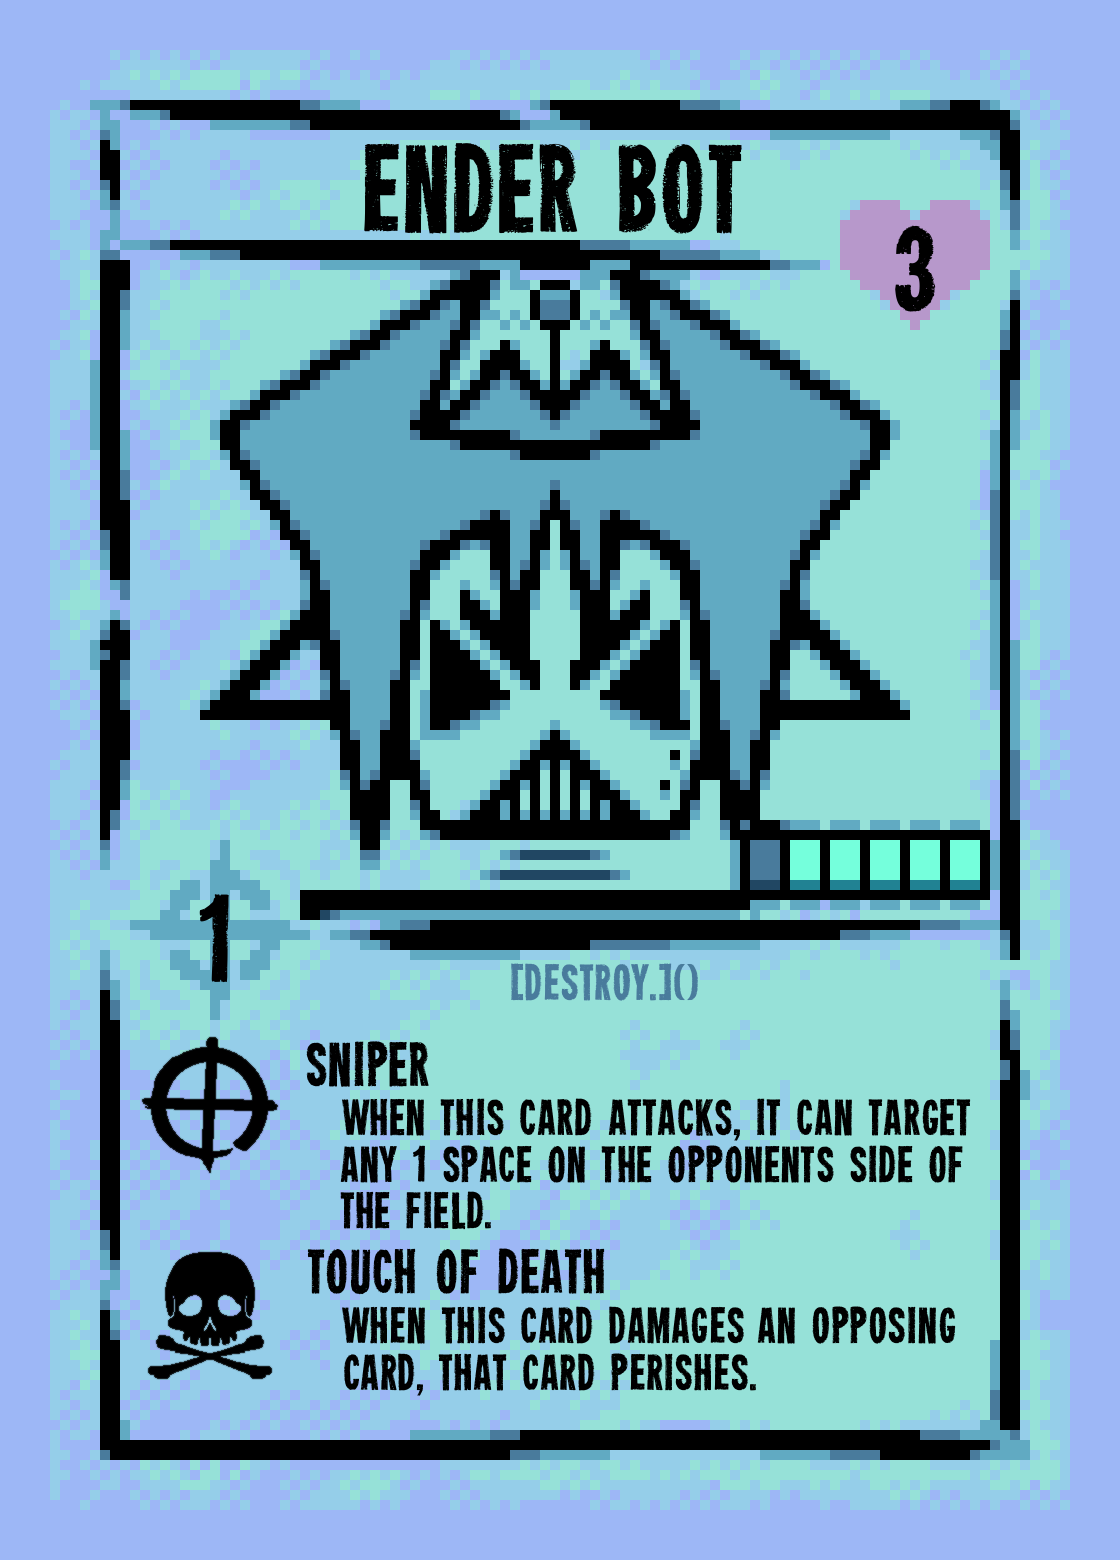 ENDER BOT
3
1
[DESTROY.]()
SNIPER
WHEN THIS CARD ATTACKS, IT CAN TARGET
ANY 1 SPACE ON THE OPPONENTS SIDE OF
THE FIELD.
TOUCH OF DEATH
WHEN THIS CARD DAMAGES AN OPPOSING
CARD, THAT CARD PERISHES.